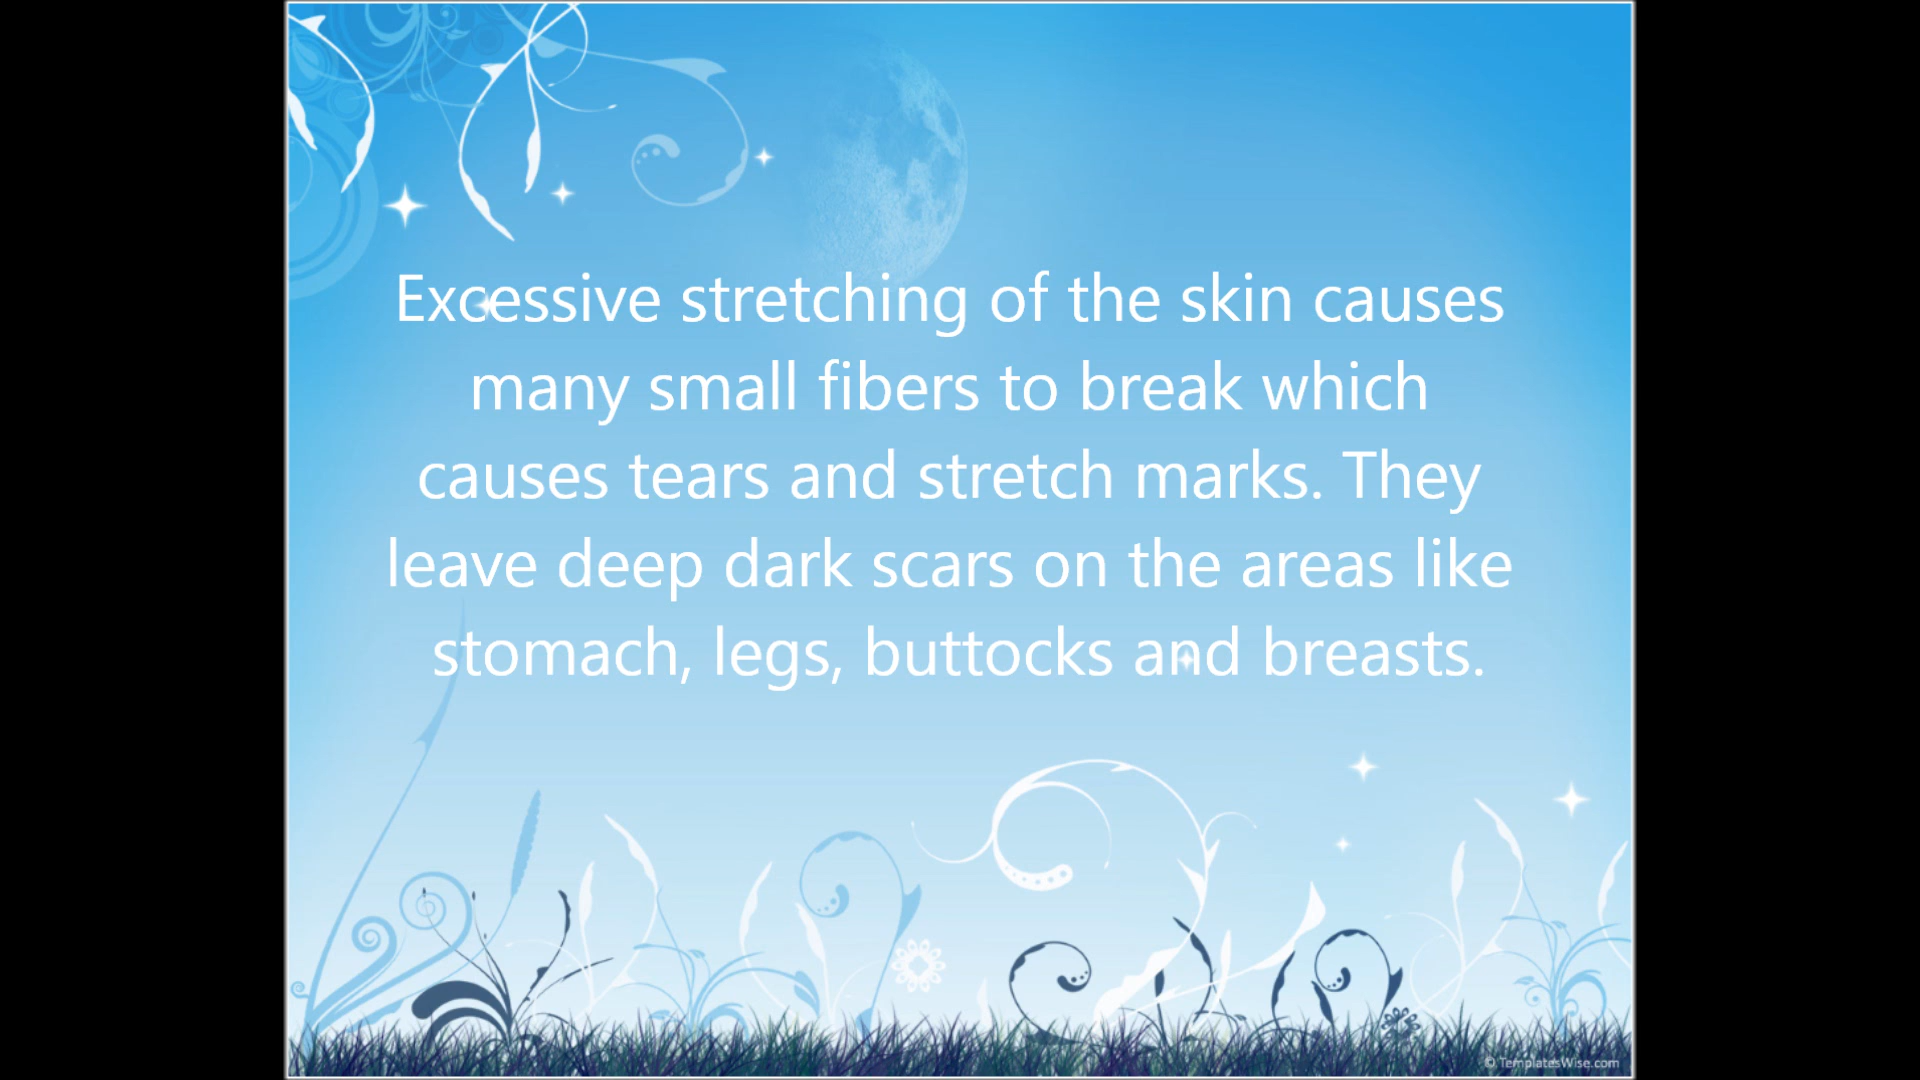 Excessive stretching of the skin causes
many small fibers to break which
causes tears and stretch marks. They
leave deep dark scars on the areas like
stomach, legs, buttocks and breasts.
© TemplatesWise.com